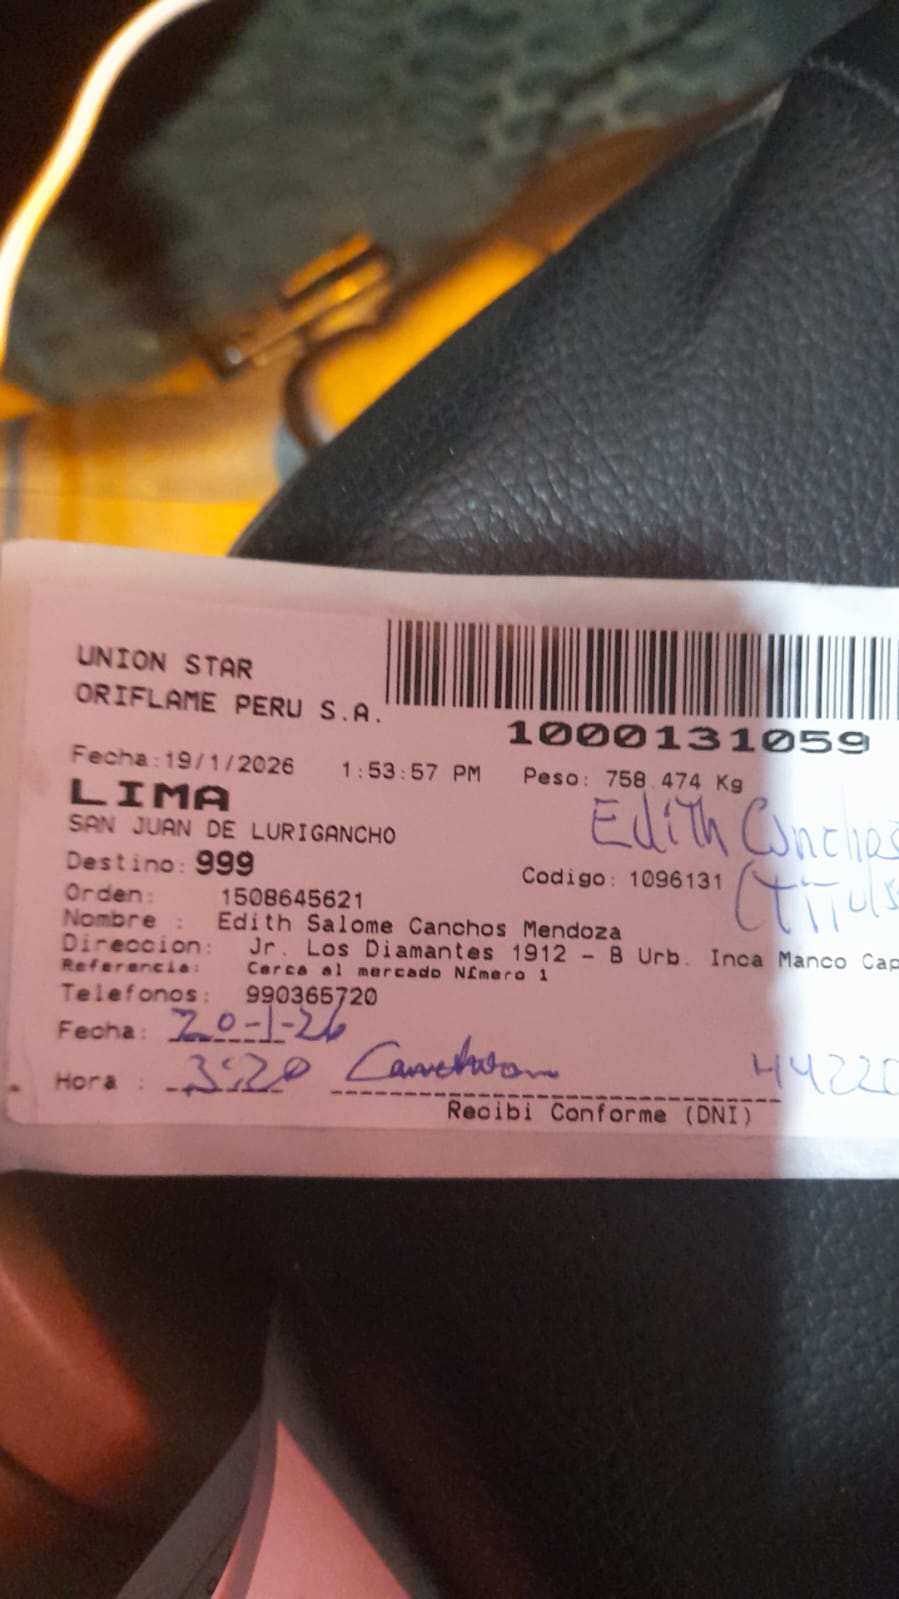 UNION STAR
ORIFLAME PERU S.A.
1000131059
Fecha:19/1/2026 1:53:57 PM Peso: 758.474 Kg
LIMA
Edith Canchos
SAN JUAN DE LURIGANCHO
Destino: 999 Codigo: 1096131
Orden: 1508645621
Nombre : Edith Salome Canchos Mendoza
Direccion: Jr. Los Diamantes 1912 - B Urb. Inca Manco Cap
Referencia: Cerca al mercado Nímero 1
Telefonos: 990365720
Fecha: 20-1-26
Hora : 3:20 44220
Recibi Conforme (DNI)